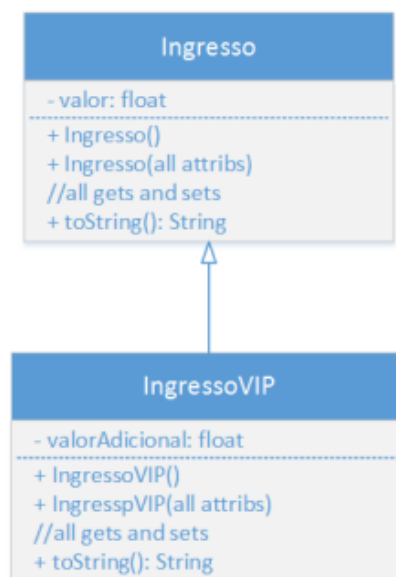 Ingresso
- valor: float
+ Ingresso()
+ Ingresso(all attribs)
//all gets and sets
+ toString(): String
IngressoVIP
- valorAdicional: float
+ IngressoVIP()
+ IngresspVIP(all attribs)
//all gets and sets
+ toString(): String